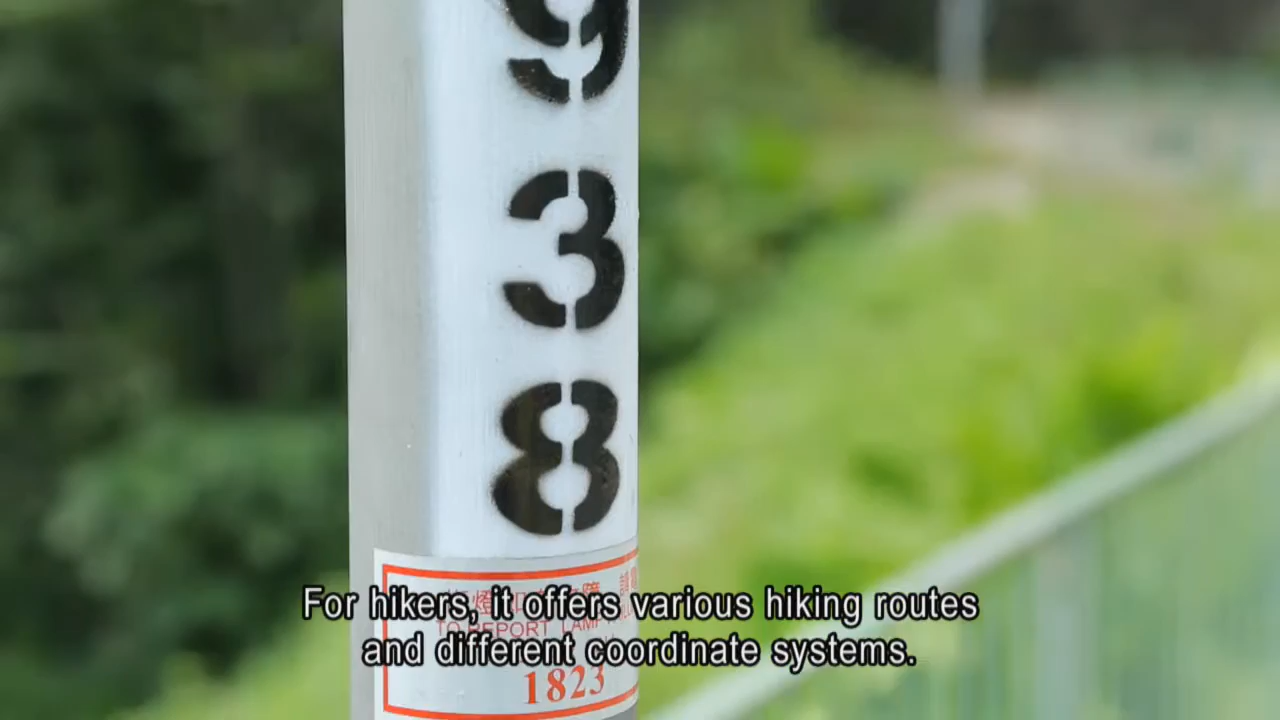 9
3
8
TO REPORT LAMP
1823
For hikers, it offers various hiking routes
and different coordinate systems.